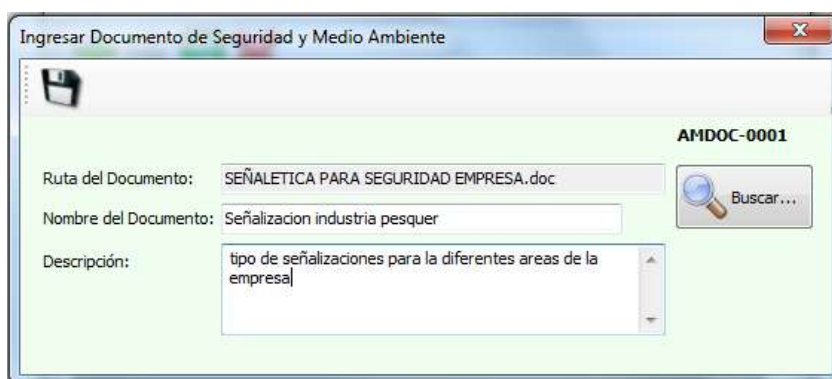 Ingresar Documento de Seguridad y Medio Ambiente
AMDOC-0001
Ruta del Documento: SEÑALETICA PARA SEGURIDAD EMPRESA.doc
Buscar...
Nombre del Documento: Señalizacion industria pesquer
Descripción: tipo de señalizaciones para la diferentes areas de la
empresa